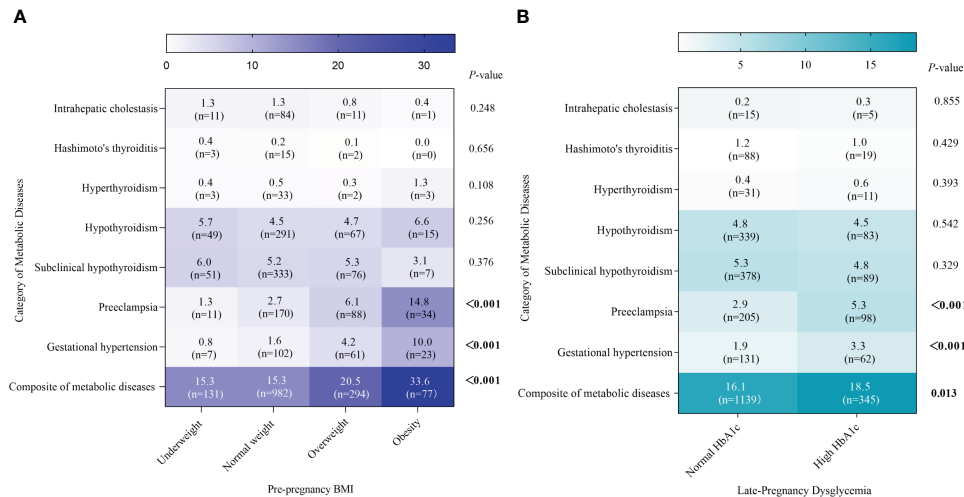 A
0 10 20 30
P-value
Intrahepatic cholestasis 1.3 1.3 0.8 0.4 0.248
(n=11) (n=84) (n=11) (n=1)
Hashimoto's thyroiditis 0.4 0.2 0.1 0.0 0.656
(n=3) (n=15) (n=2) (n=0)
Hyperthyroidism 0.4 0.5 0.3 1.3 0.108
(n=3) (n=33) (n=2) (n=3)
Hypothyroidism 5.7 4.5 4.7 6.6 0.256
(n=49) (n=291) (n=67) (n=15)
Subclinical hypothyroidism 6.0 5.2 5.3 3.1 0.376
(n=51) (n=333) (n=76) (n=7)
Preeclampsia 1.3 2.7 6.1 14.8 <0.001
(n=11) (n=170) (n=88) (n=34)
Gestational hypertension 0.8 1.6 4.2 10.0 <0.001
(n=7) (n=102) (n=61) (n=23)
Composite of metabolic diseases 15.3 15.3 20.5 33.6 <0.001
(n=131) (n=982) (n=294) (n=77)
Category of Metabolic Diseases
Underweight Normal weight Overweight Obesity
Pre-pregnancy BMI
B
5 10 15
P-value
Intrahepatic cholestasis 0.2 0.3 0.855
(n=15) (n=5)
Hashimoto's thyroiditis 1.2 1.0 0.429
(n=88) (n=19)
Hyperthyroidism 0.4 0.6 0.393
(n=31) (n=11)
Hypothyroidism 4.8 4.5 0.542
(n=339) (n=83)
Subclinical hypothyroidism 5.3 4.8 0.329
(n=378) (n=89)
Preeclampsia 2.9 5.3 <0.001
(n=205) (n=98)
Gestational hypertension 1.9 3.3 <0.001
(n=131) (n=62)
Composite of metabolic diseases 16.1 18.5 0.013
(n=1139) (n=345)
Category of Metabolic Diseases
Normal HbA1c High HbA1c
Late-Pregnancy Dysglycemia